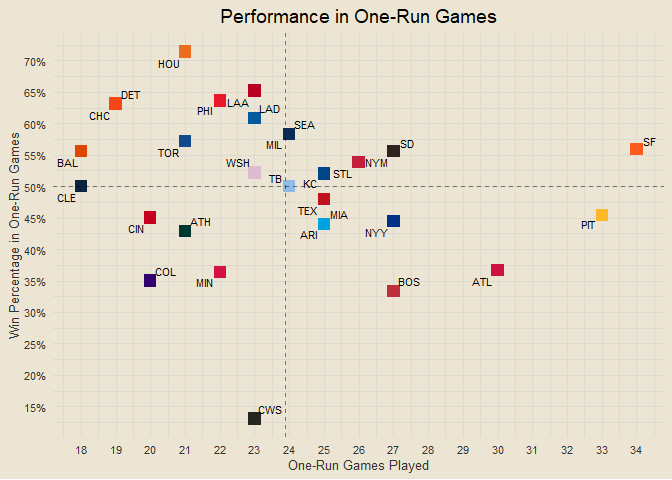 Performance in One-Run Games
Win Percentage in One-Run Games
70%
65%
60%
55%
50%
45%
40%
35%
30%
25%
20%
15%
HOU
DET
CHC
PHI
LAA
LAD
SEA
MIL
TOR
BAL
WSH
SD
SF
NYM
STL
TB
KC
CLE
TEX
MIA
ARI
NYY
PIT
CIN
ATH
COL
MIN
BOS
ATL
CWS
18 19 20 21 22 23 24 25 26 27 28 29 30 31 32 33 34
One-Run Games Played